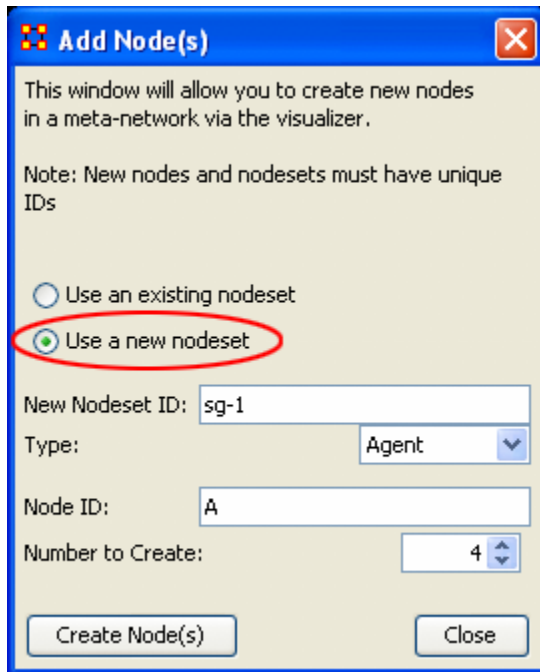 Add Node(s)
This window will allow you to create new nodes
in a meta-network via the visualizer.
Note: New nodes and nodesets must have unique
IDs
Use an existing nodeset
Use a new nodeset
New Nodeset ID: sg-1
Type: Agent
Node ID: A
Number to Create: 4
Create Node(s) Close